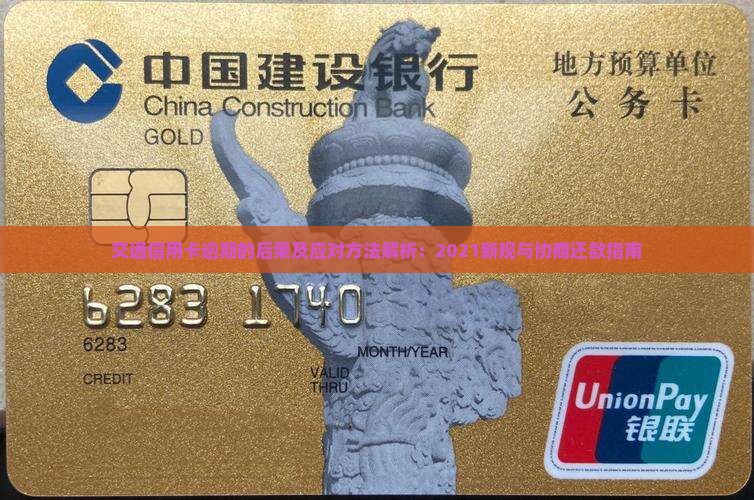 中国建设银行
China Construction Bank
GOLD
地方预算单位
公务卡
交通信用卡逾期的后果及应对方法解析：2021新规与协商还款指南
6283 1740
6283
MONTH/YEAR
VALID
THRU
CREDIT
UnionPay
银联